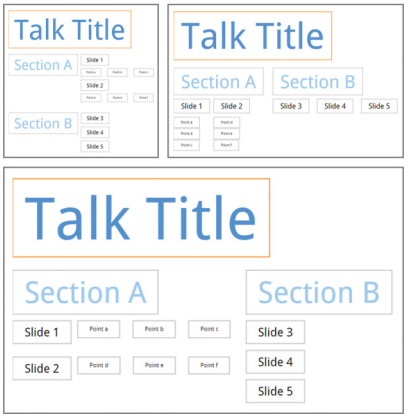 Talk Title
Section A
Slide 1
Point a Point b Point c
Slide 2
Point d Point e Point f
Section B
Slide 3
Slide 4
Slide 5
Talk Title
Section A Section B
Slide 1 Slide 2 Slide 3 Slide 4 Slide 5
Point a Point d
Point b Point e
Point c Point f
Talk Title
Section A Section B
Slide 1 Point a Point b Point c Slide 3
Slide 2 Point d Point e Point f Slide 4
Slide 5